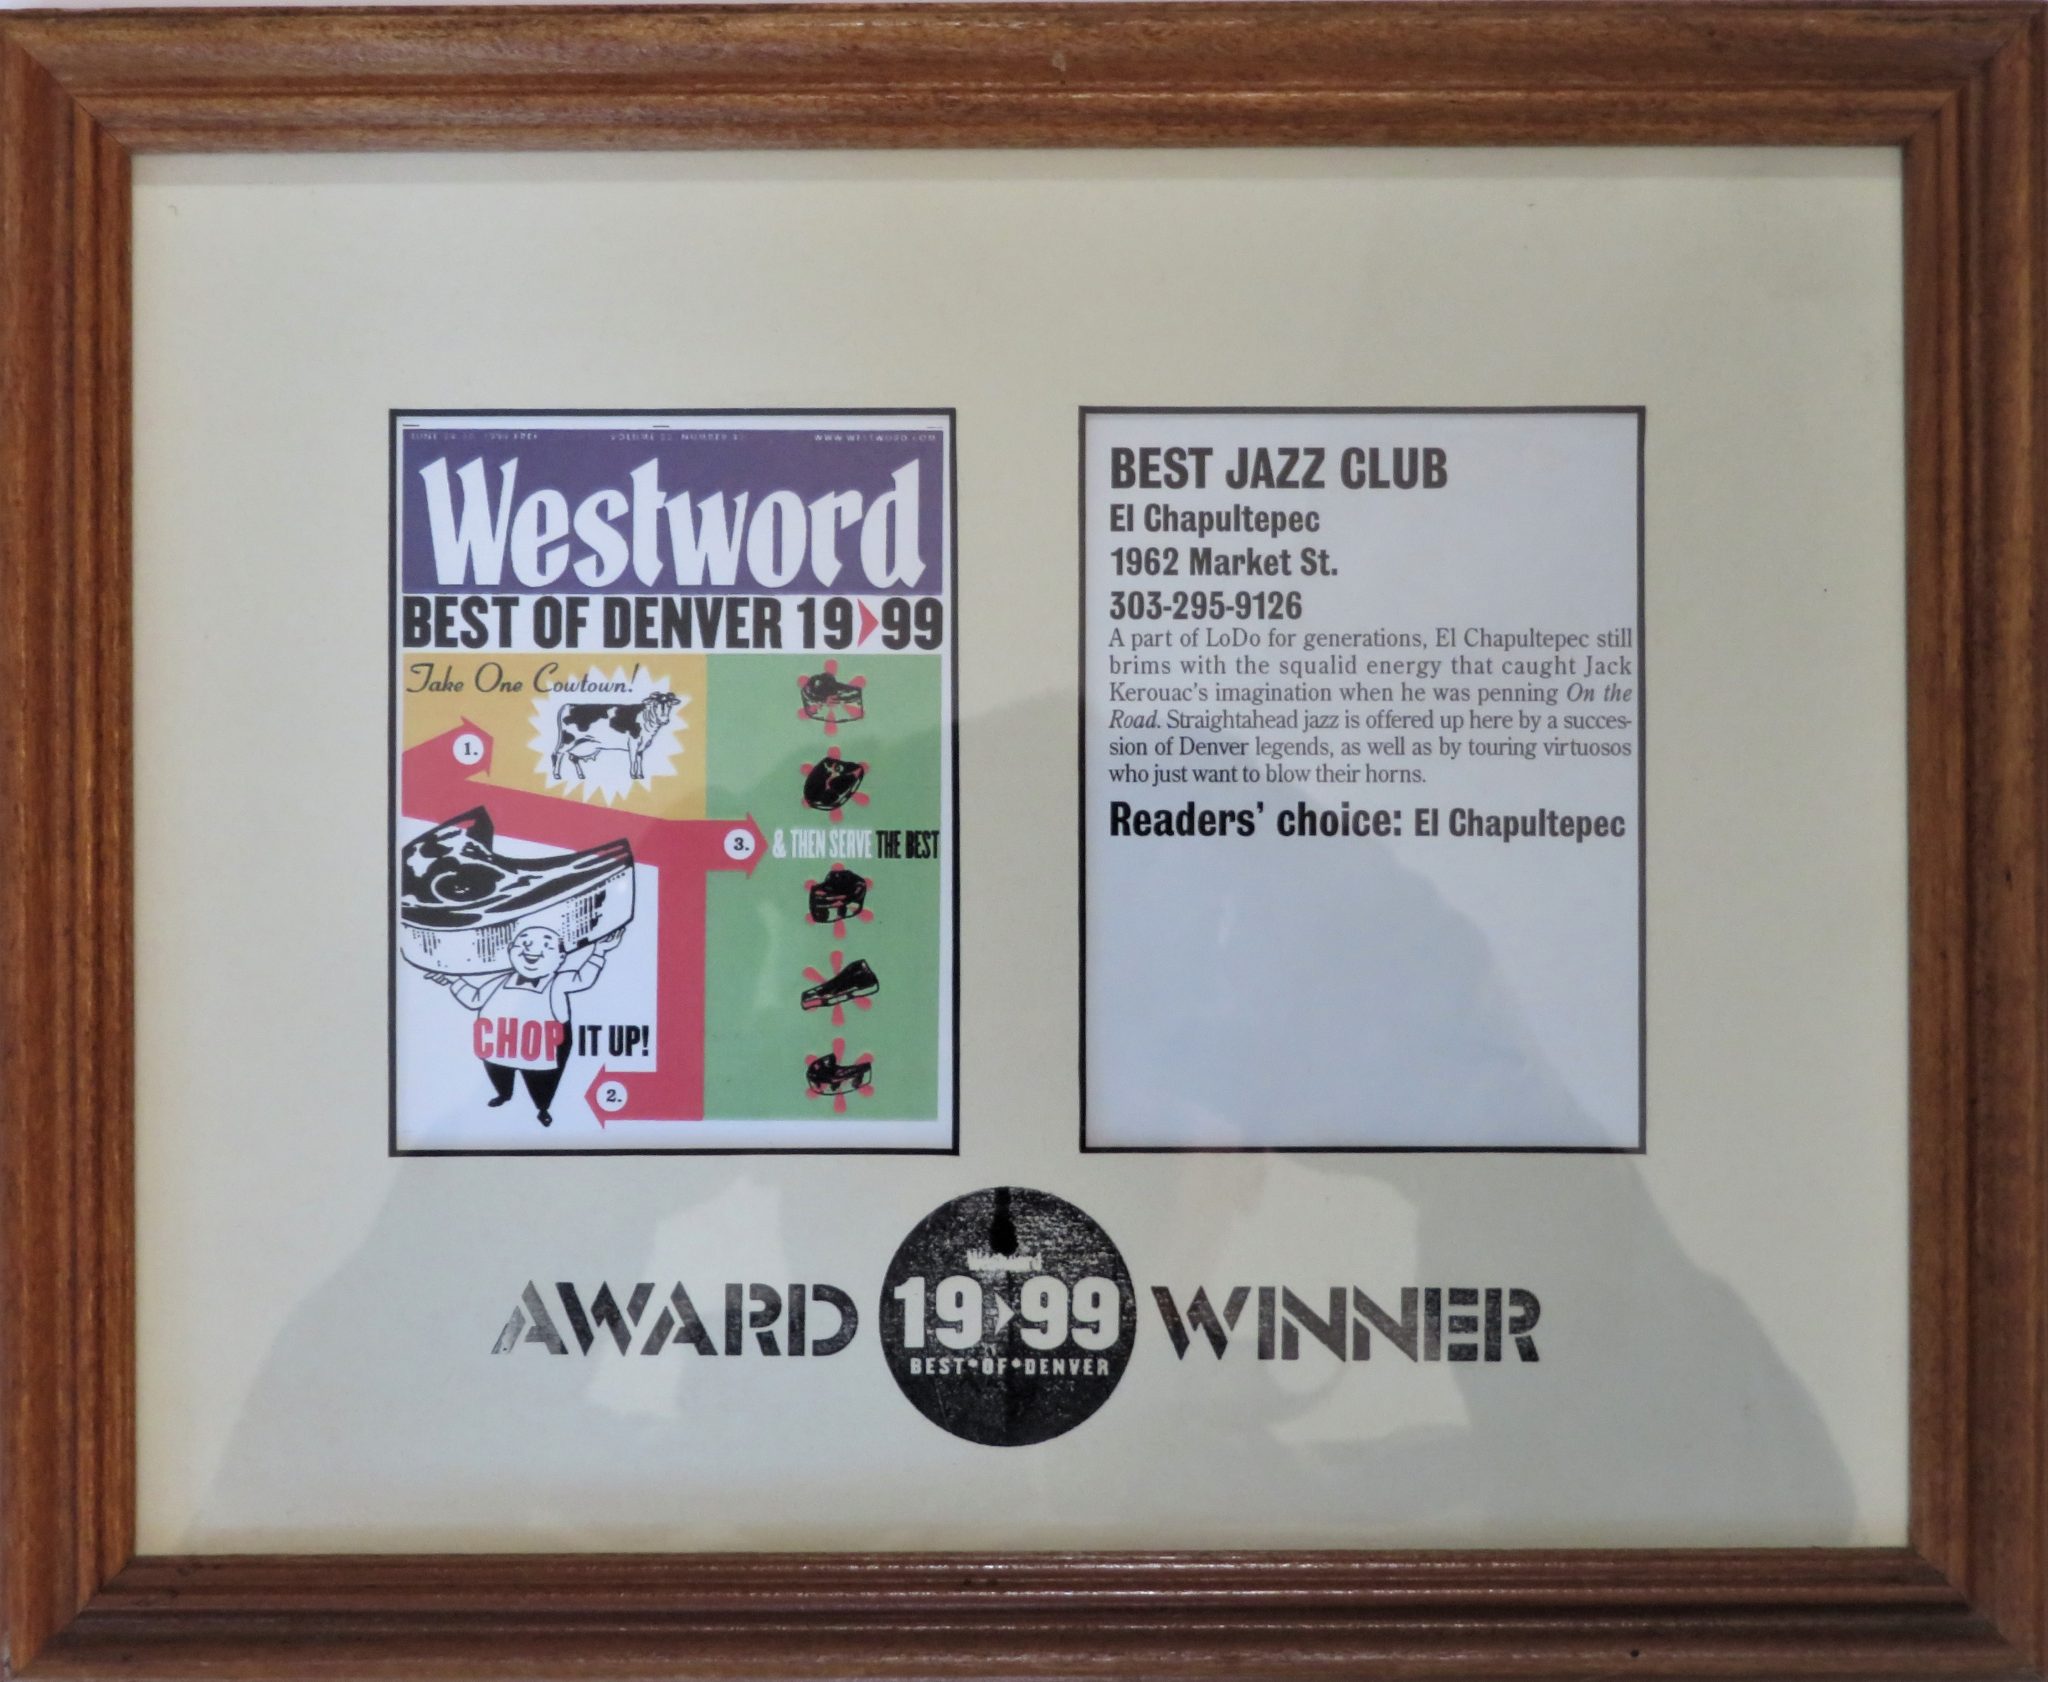 Westword
BEST OF DENVER 19 99
Take One Cowtown!
1.
3.
& THEN SERVE THE BEST
CHOP IT UP!
2.
BEST JAZZ CLUB
El Chapultepec
1962 Market St.
303-295-9126
A part of LoDo for generations, El Chapultepec still
brims with the squalid energy that caught Jack
Kerouac's imagination when he was penning On the
Road. Straightahead jazz is offered up here by a succes-
sion of Denver legends, as well as by touring virtuosos
who just want to blow their horns.
Readers' choice: El Chapultepec
AWARD WINNER
Westword
19 99
BEST*OF*DENVER
WWW.WESTWORD.COM